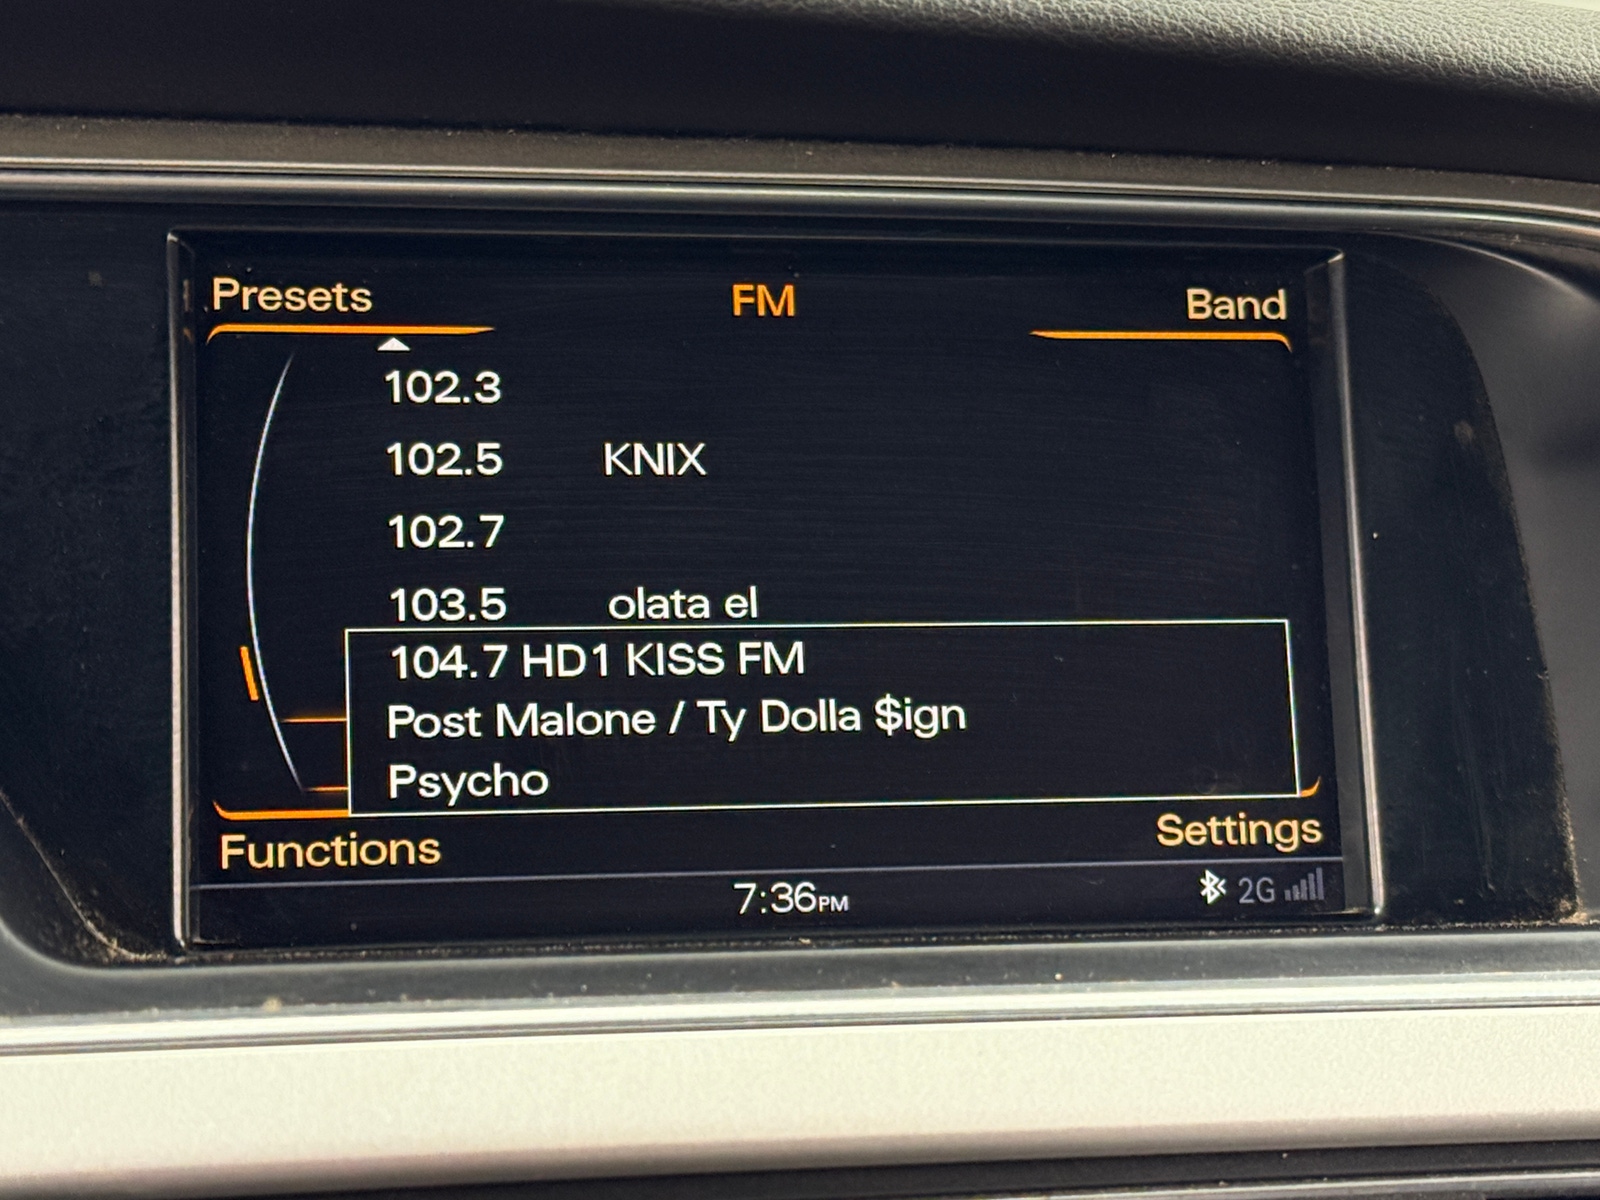 Presets FM Band
102.3
102.5 KNIX
102.7
103.5 olata el
104.7 HD1 KISS FM
Post Malone / Ty Dolla $ign
Psycho
Functions Settings
7:36PM 2G